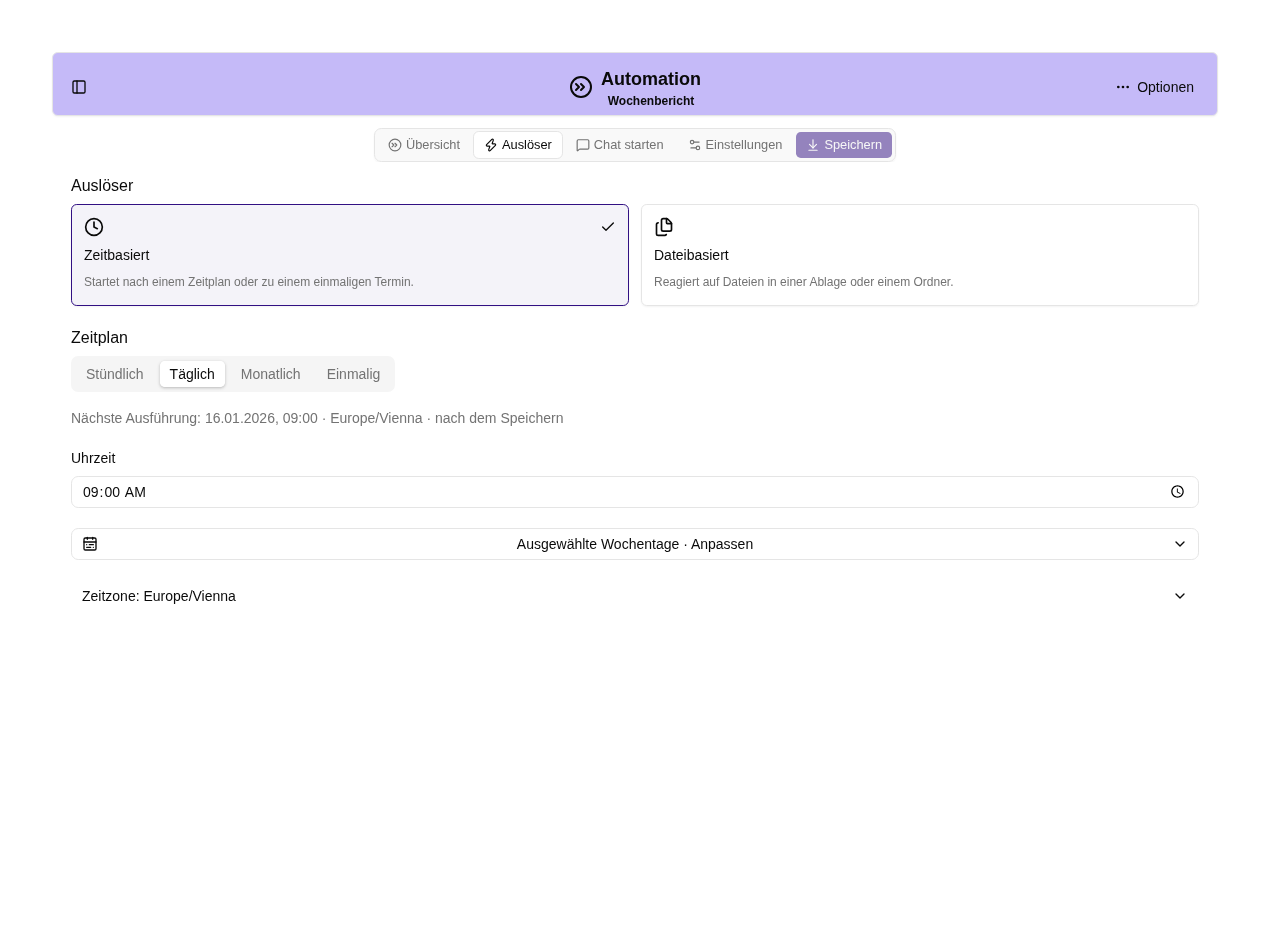 Automation
Wochenbericht
Optionen
Übersicht
Auslöser
Chat starten
Einstellungen
Speichern
Auslöser
Zeitbasiert
Startet nach einem Zeitplan oder zu einem einmaligen Termin.
Dateibasiert
Reagiert auf Dateien in einer Ablage oder einem Ordner.
Zeitplan
Stündlich
Täglich
Monatlich
Einmalig
Nächste Ausführung: 16.01.2026, 09:00 · Europe/Vienna · nach dem Speichern
Uhrzeit
09:00 AM
Ausgewählte Wochentage · Anpassen
Zeitzone: Europe/Vienna